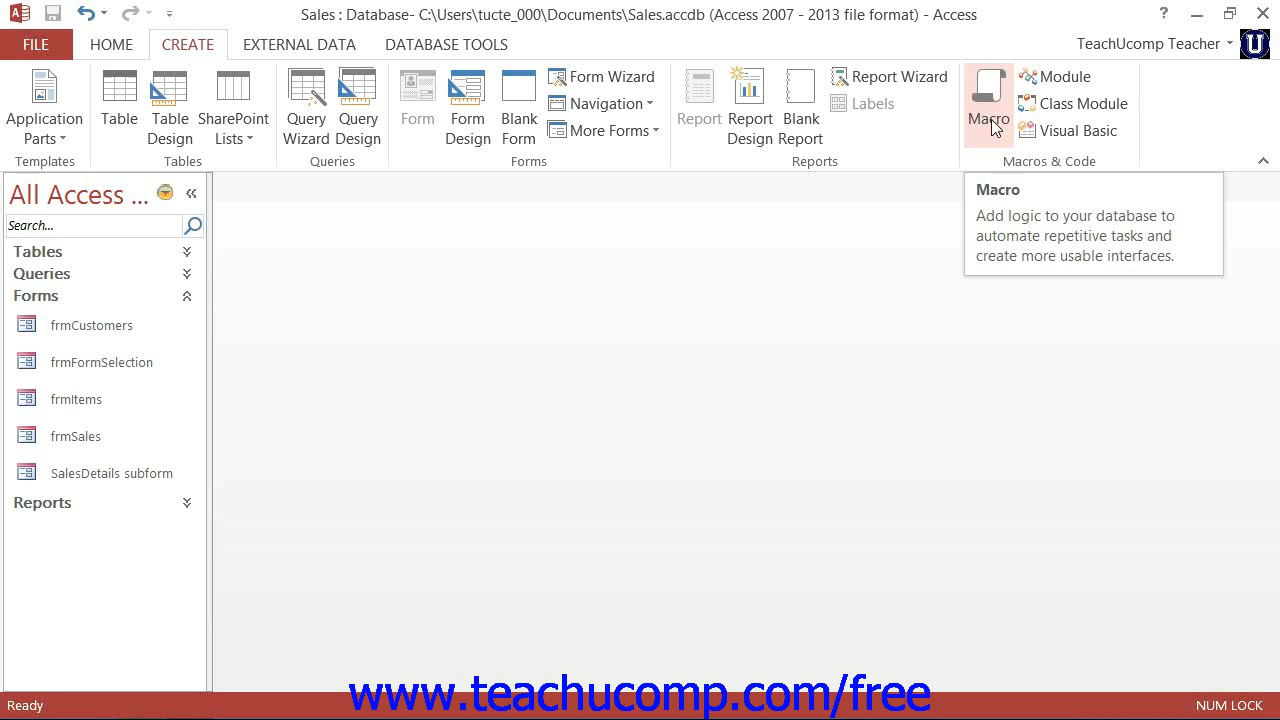 Sales : Database- C:\Users\tucte_000\Documents\Sales.accdb (Access 2007 - 2013 file format) - Access
?
FILE HOME CREATE EXTERNAL DATA DATABASE TOOLS TeachUcomp Teacher U
Application Parts
Templates
Table
Table Design
SharePoint Lists
Tables
Query Wizard
Query Design
Queries
Form
Form Design
Blank Form
Form Wizard
Navigation
More Forms
Forms
Report
Report Design
Blank Report
Report Wizard
Labels
Reports
Macro
Module
Class Module
Visual Basic
Macros & Code
Macro
Add logic to your database to
automate repetitive tasks and
create more usable interfaces.
All Access ...
Search...
Tables
Queries
Forms
frmCustomers
frmFormSelection
frmItems
frmSales
SalesDetails subform
Reports
www.teachucomp.com/free
Ready NUM LOCK